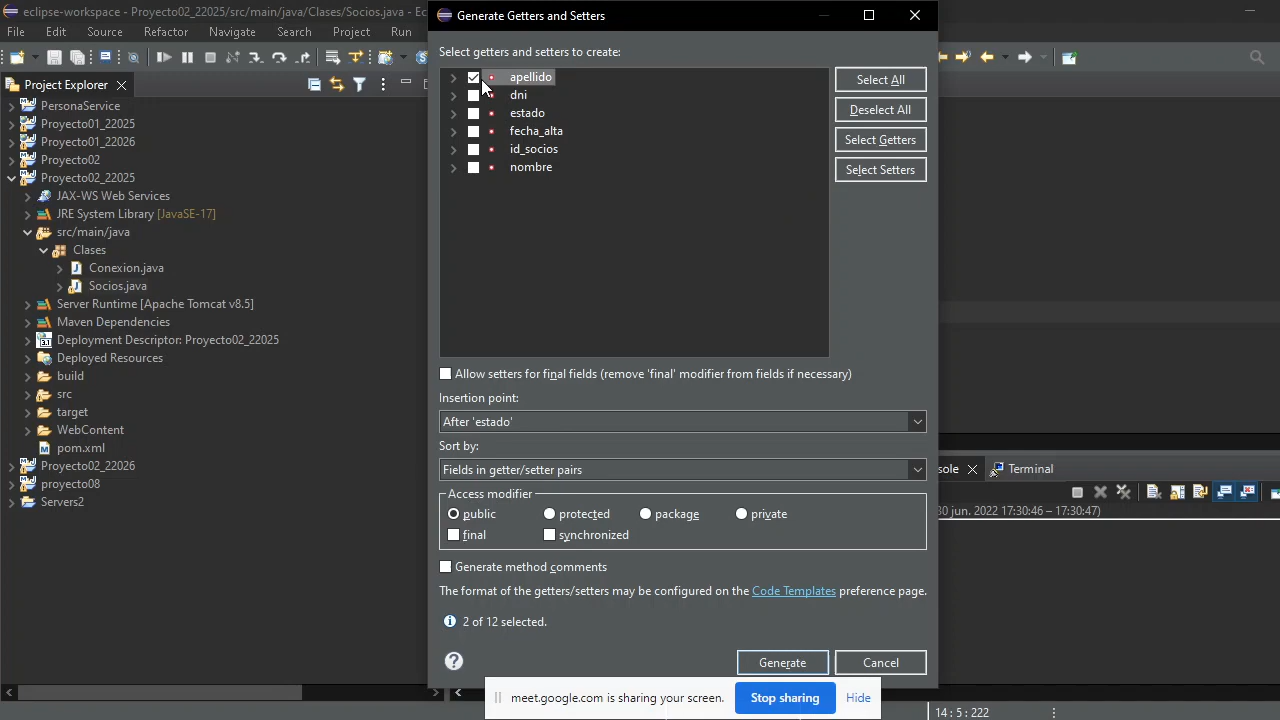 eclipse-workspace - Proyecto02_22025/src/main/java/Clases/Socios.java - Ec
Generate Getters and Setters
File Edit Source Refactor Navigate Search Project Run
Select getters and setters to create:
Project Explorer
PersonaService
Proyecto01_22025
Proyecto01_22026
Proyecto02
Proyecto02_22025
JAX-WS Web Services
JRE System Library [JavaSE-17]
src/main/java
Clases
Conexion.java
Socios.java
Server Runtime [Apache Tomcat v8.5]
Maven Dependencies
Deployment Descriptor: Proyecto02_22025
Deployed Resources
build
src
target
WebContent
pom.xml
Proyecto02_22026
proyecto08
Servers2
apellido
dni
estado
fecha_alta
id_socios
nombre
Select All
Deselect All
Select Getters
Select Setters
Allow setters for final fields (remove 'final' modifier from fields if necessary)
Insertion point:
After 'estado'
Sort by:
Fields in getter/setter pairs
Access modifier
public protected package private
final synchronized
Generate method comments
The format of the getters/setters may be configured on the Code Templates preference page.
2 of 12 selected.
Generate Cancel
sole Terminal
30 jun. 2022 17:30:46 – 17:30:47)
meet.google.com is sharing your screen. Stop sharing Hide
14 : 5 : 222